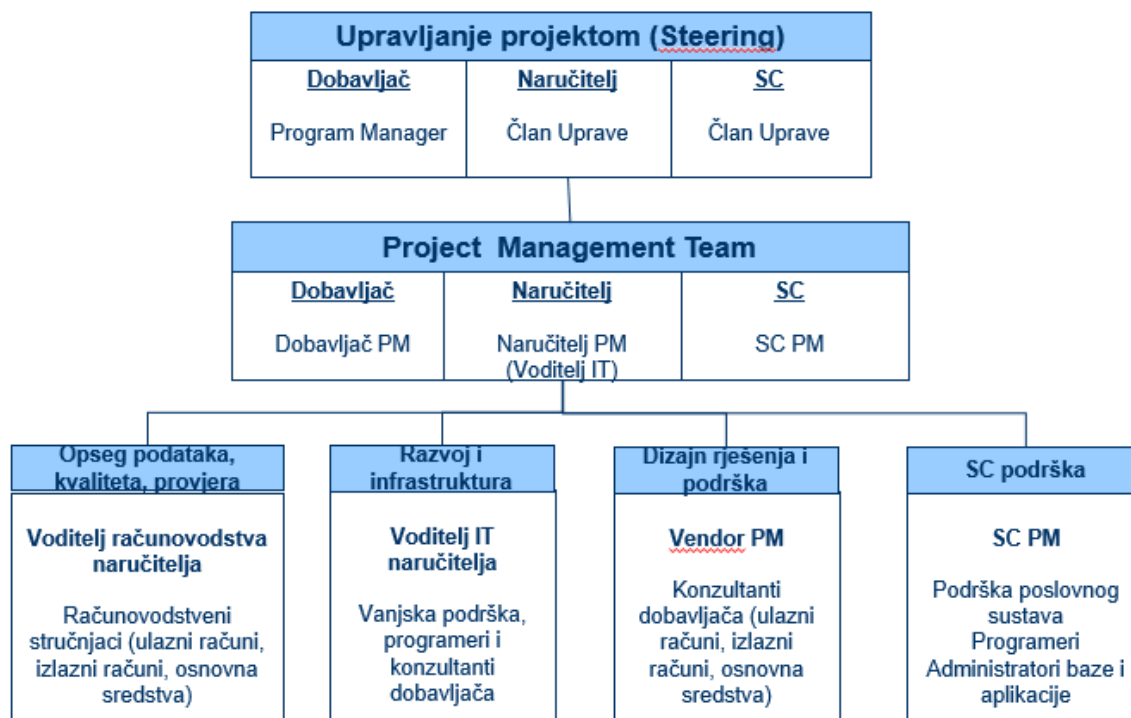 Upravljanje projektom (Steering)
Dobavljač
Program Manager
Naručitelj
Član Uprave
SC
Član Uprave
Project Management Team
Dobavljač
Dobavljač PM
Naručitelj
Naručitelj PM
(Voditelj IT)
SC
SC PM
Opseg podataka,
kvaliteta, provjera
Voditelj računovodstva
naručitelja
Računovodstveni
stručnjaci (ulazni računi,
izlazni računi, osnovna
sredstva)
Razvoj i
infrastruktura
Voditelj IT
naručitelja
Vanjska podrška,
programeri i
konzultanti
dobavljača
Dizajn rješenja i
podrška
Vendor PM
Konzultanti
dobavljača (ulazni
računi, izlazni
računi, osnovna
sredstva)
SC podrška
SC PM
Podrška poslovnog
sustava
Programeri
Administratori baze i
aplikacije